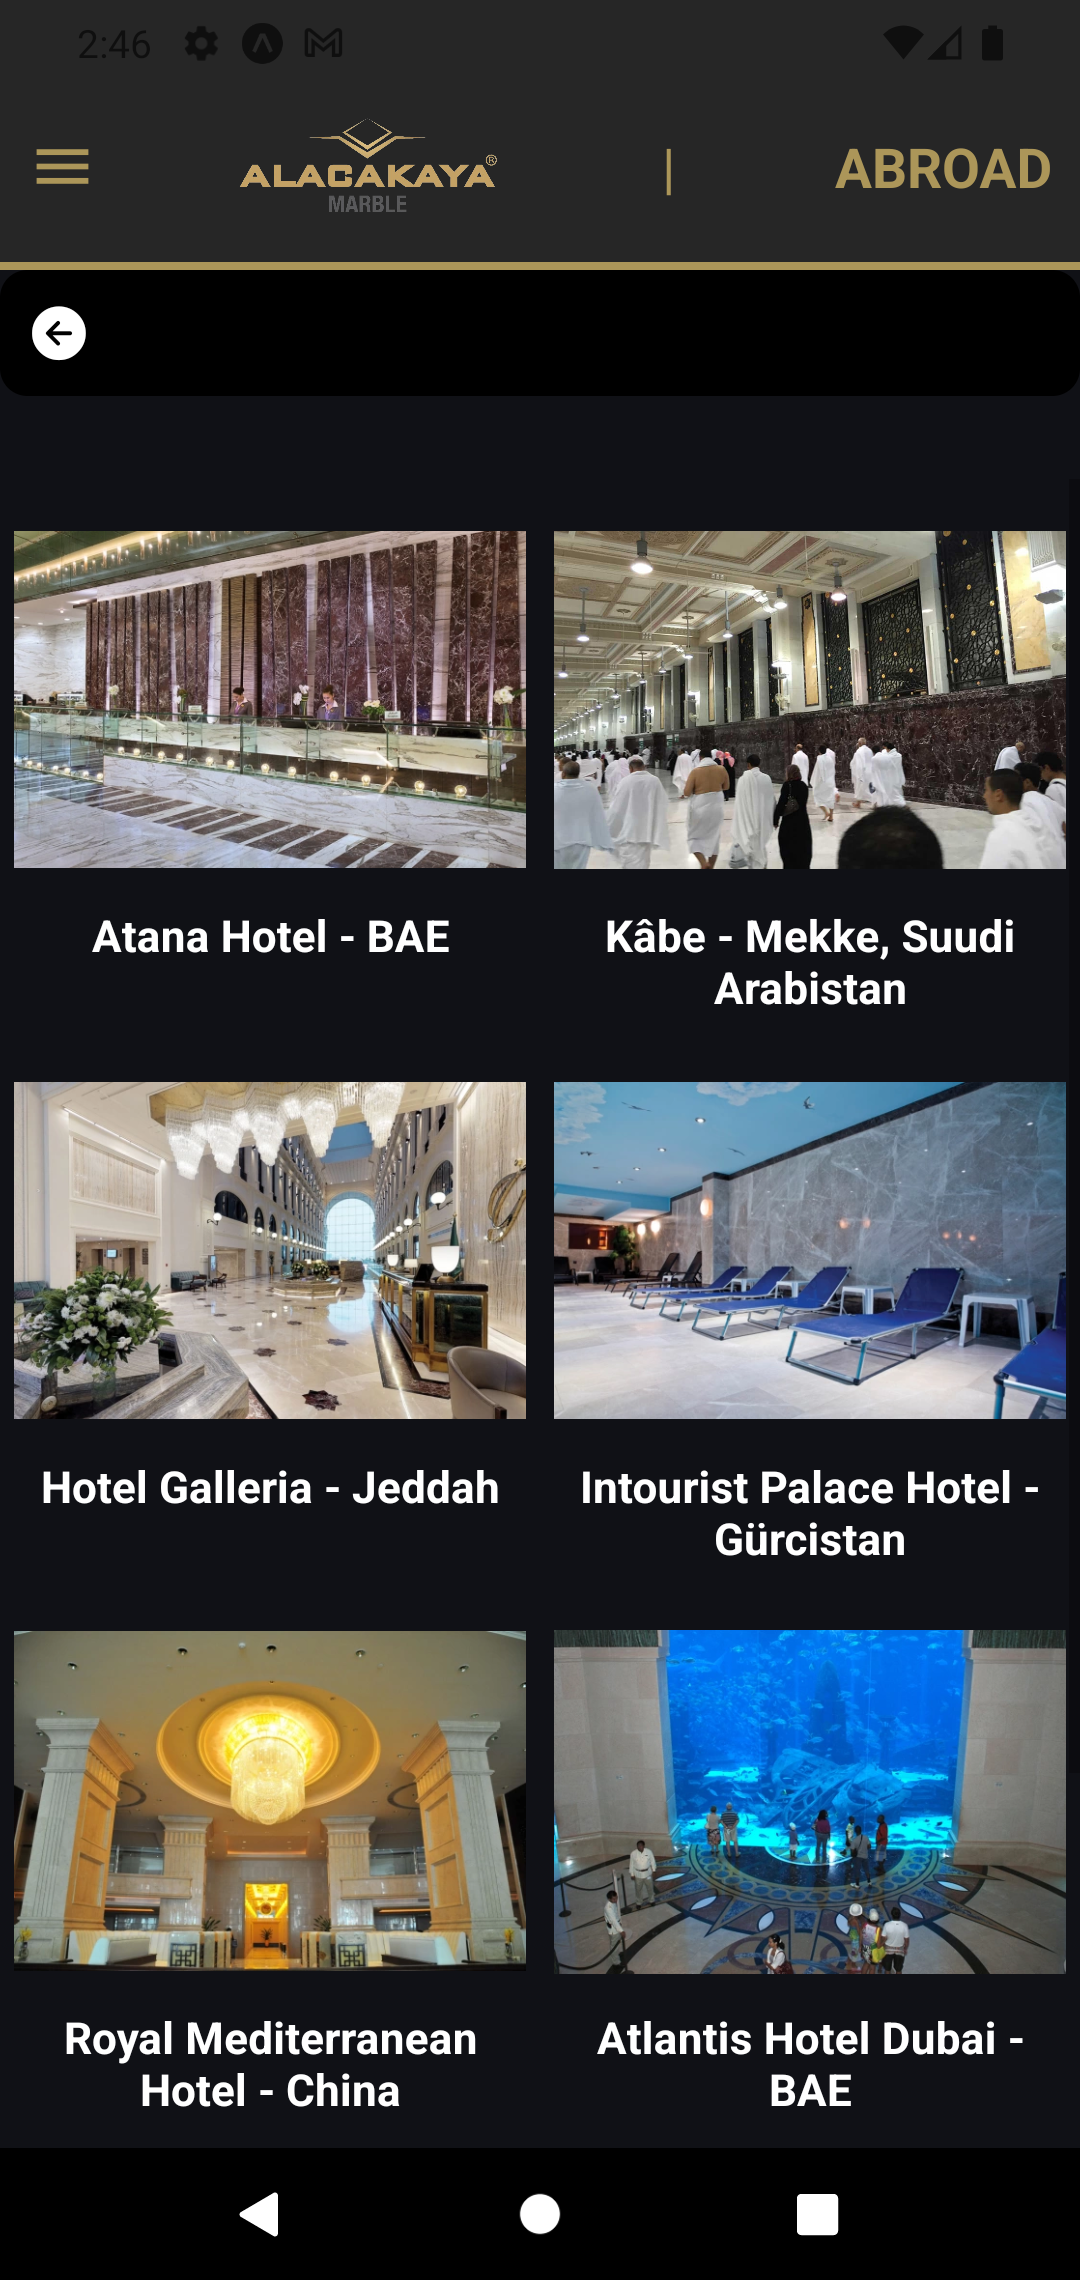 2:46
ALACAKAYA®
MARBLE
|
ABROAD
Atana Hotel - BAE
Kâbe - Mekke, Suudi
Arabistan
Hotel Galleria - Jeddah
Intourist Palace Hotel -
Gürcistan
Royal Mediterranean
Hotel - China
Atlantis Hotel Dubai -
BAE